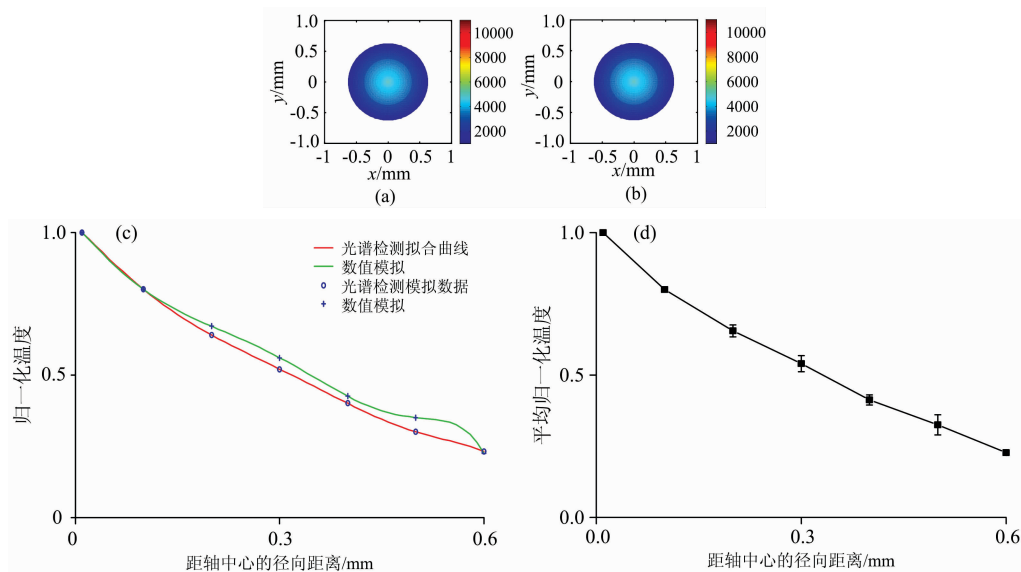 1.0
0.5
0
-0.5
-1.0
y/mm
-1 -0.5 0 0.5 1
x/mm
10000
8000
6000
4000
2000
(a)
1.0
0.5
0
-0.5
-1.0
y/mm
-1 -0.5 0 0.5 1
x/mm
10000
8000
6000
4000
2000
(b)
(c)
1.0
0.5
0
归一化温度
光谱检测拟合曲线
数值模拟
光谱检测模拟数据
数值模拟
0 0.3 0.6
距轴中心的径向距离/mm
(d)
1.0
0.5
0.0
平均归一化温度
0.0 0.3 0.6
距轴中心的径向距离/mm